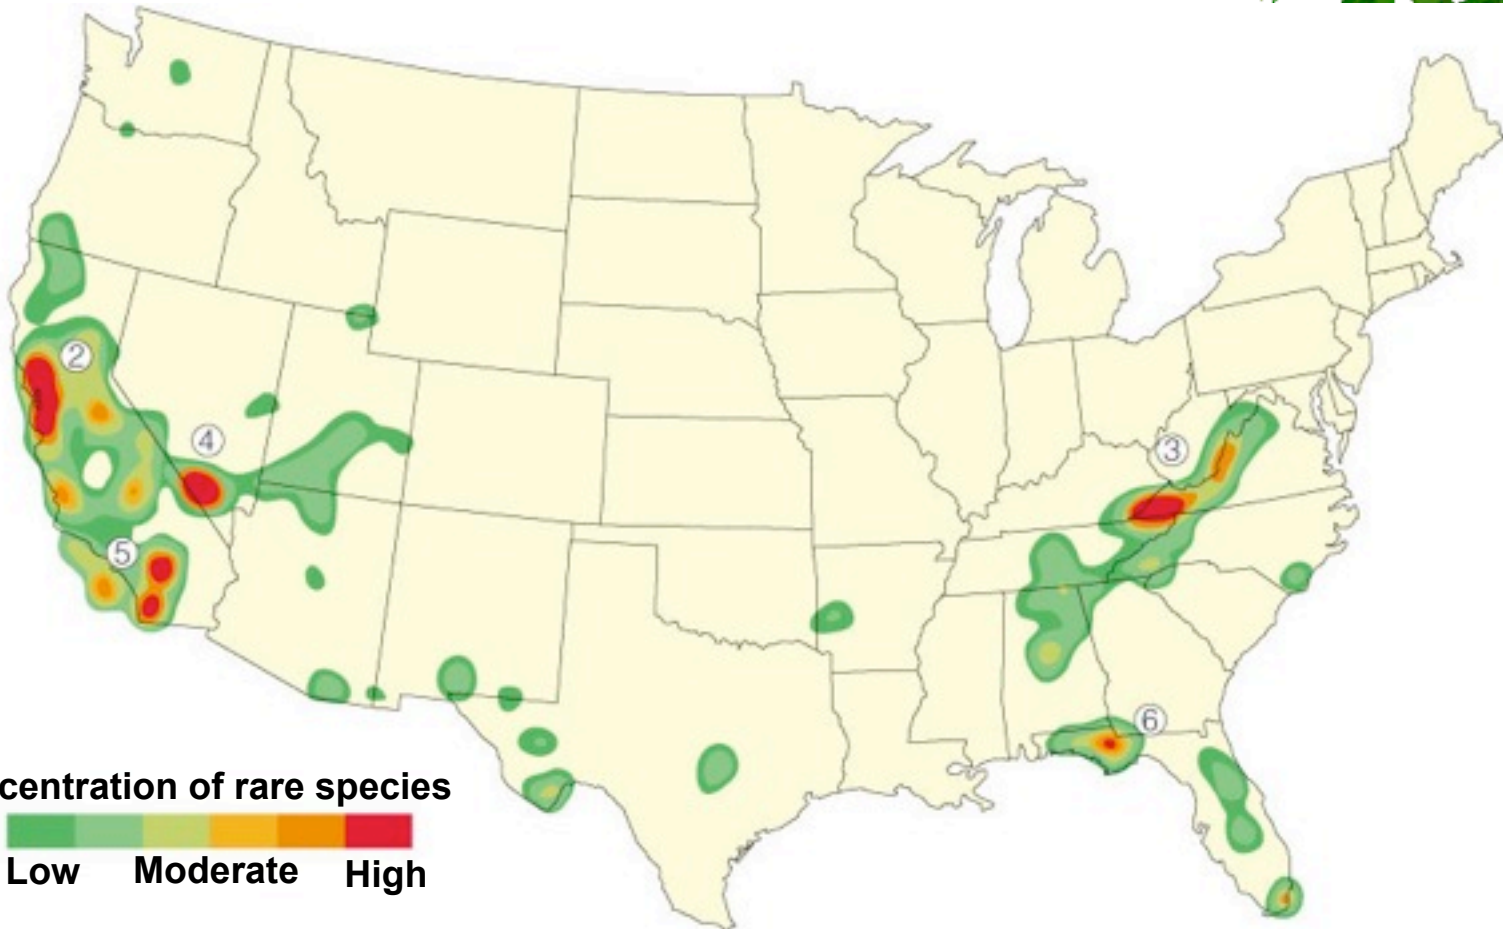 ②
③
④
⑤
⑥
centration of rare species
Low Moderate High